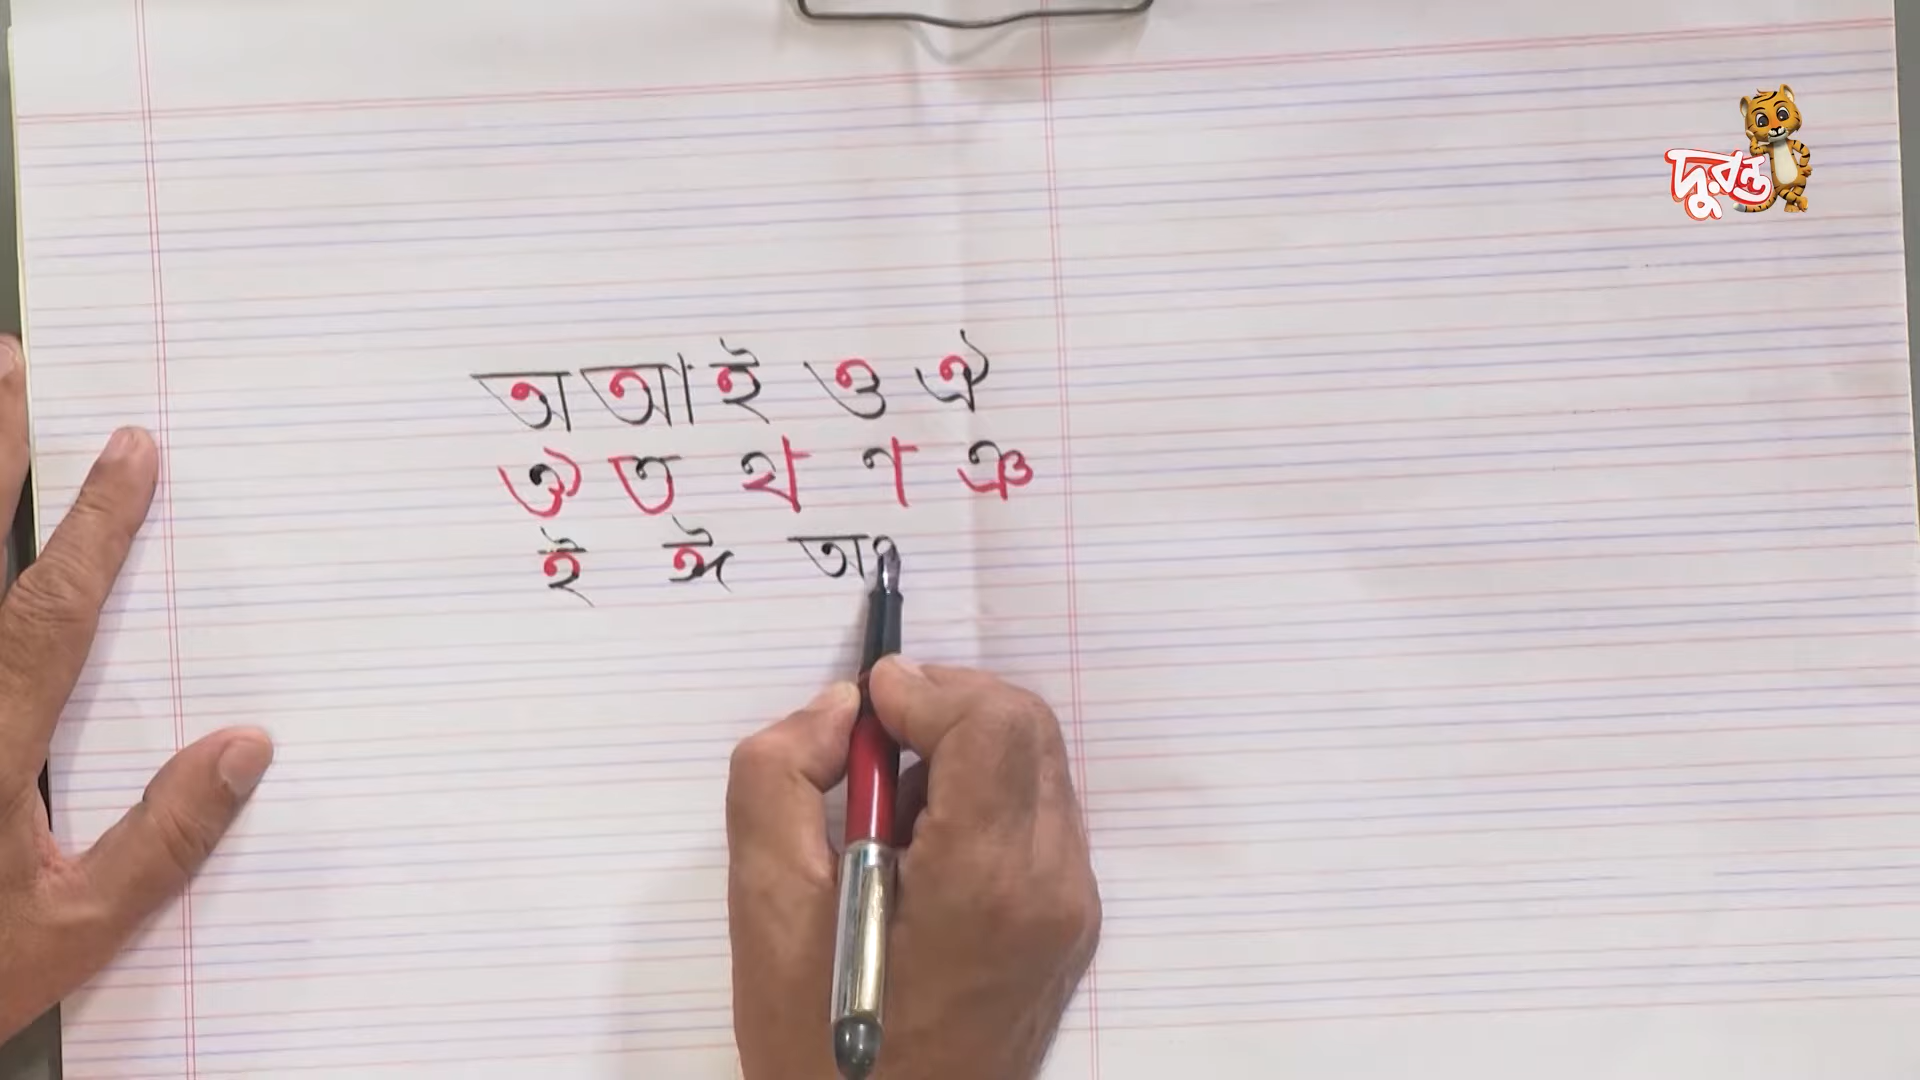 দুরন্ত
অ আ ই ও ঐ
ঔ ত থ ণ ঞ
ই ঈ